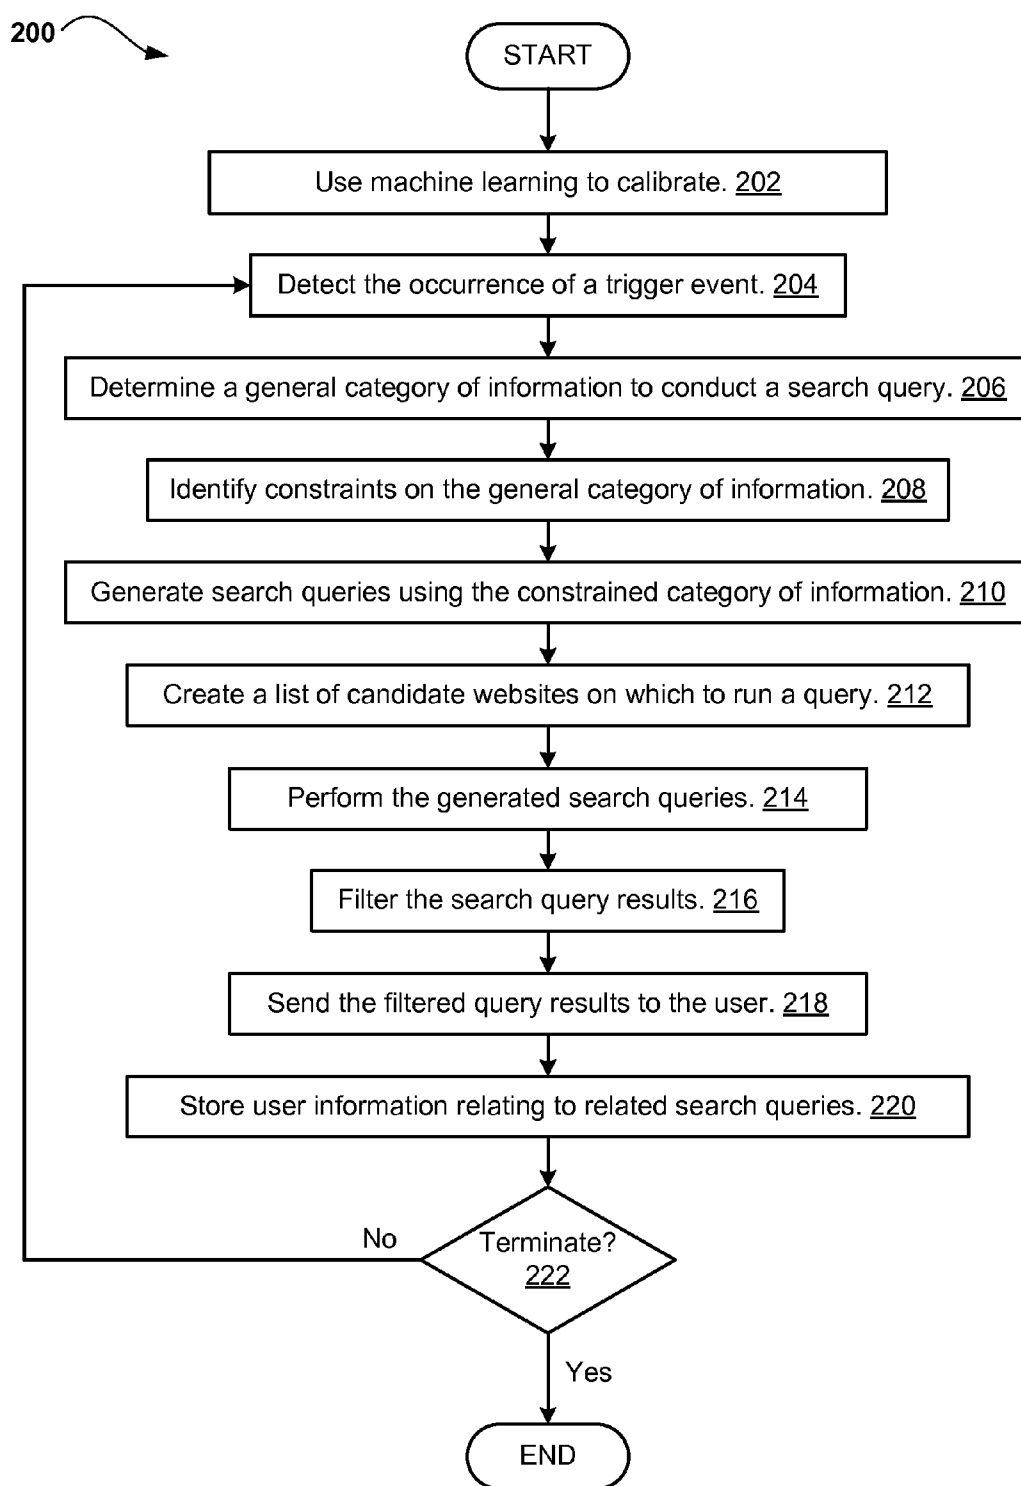 200
START
Use machine learning to calibrate. 202
Detect the occurrence of a trigger event. 204
Determine a general category of information to conduct a search query. 206
Identify constraints on the general category of information. 208
Generate search queries using the constrained category of information. 210
Create a list of candidate websites on which to run a query. 212
Perform the generated search queries. 214
Filter the search query results. 216
Send the filtered query results to the user. 218
Store user information relating to related search queries. 220
No
Terminate?
222
Yes
END